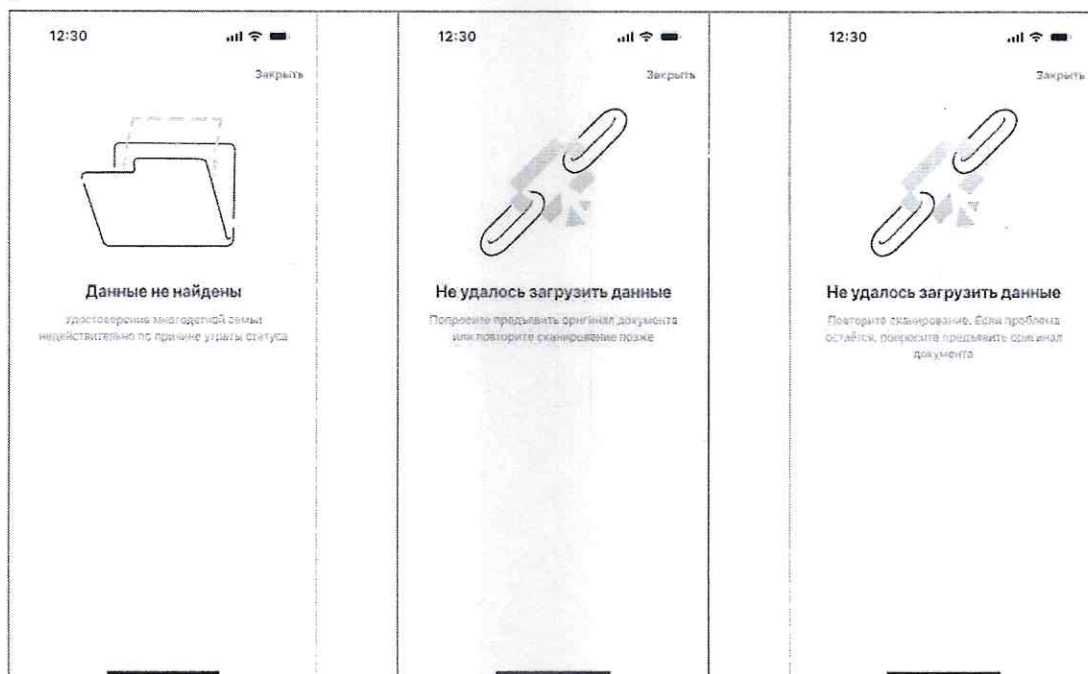 12:30
Закрыть
Данные не найдены
Удостоверение многодетной семьи
недействительно по причине утраты статуса
12:30
Закрыть
Не удалось загрузить данные
Попросите предъявить оригинал документа
или повторите сканирование позже
12:30
Закрыть
Не удалось загрузить данные
Повторите сканирование. Если проблема
остаётся, попросите предъявить оригинал
документа